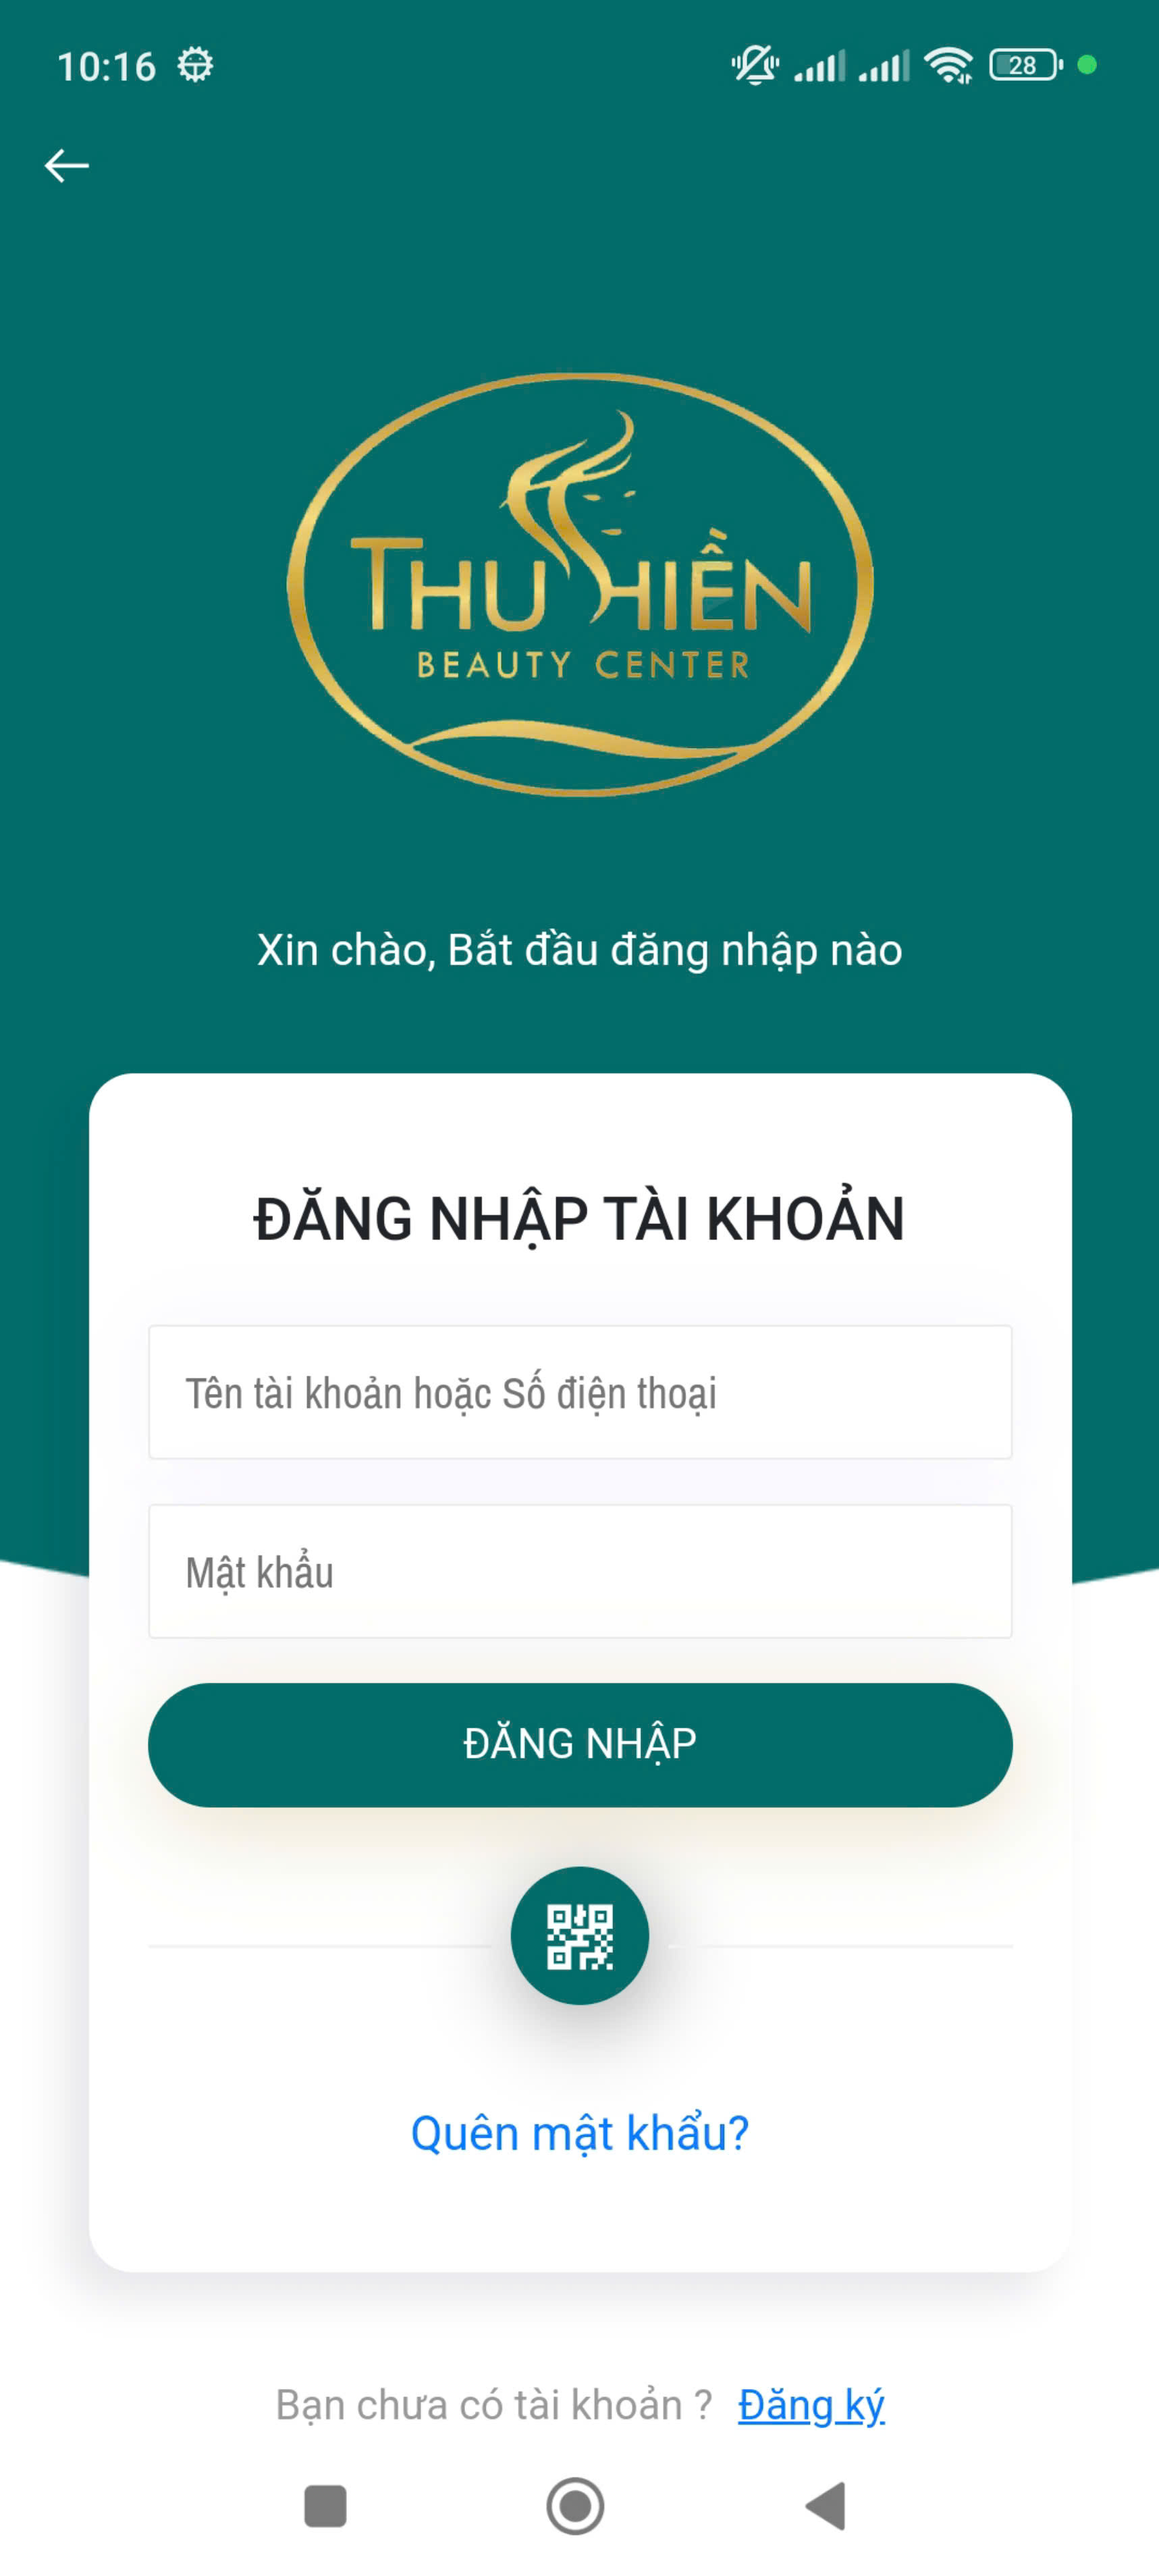 10:16
28
THU HIỀN
BEAUTY CENTER
Xin chào, Bắt đầu đăng nhập nào
ĐĂNG NHẬP TÀI KHOẢN
Tên tài khoản hoặc Số điện thoại
Mật khẩu
ĐĂNG NHẬP
Quên mật khẩu?
Bạn chưa có tài khoản ? Đăng ký